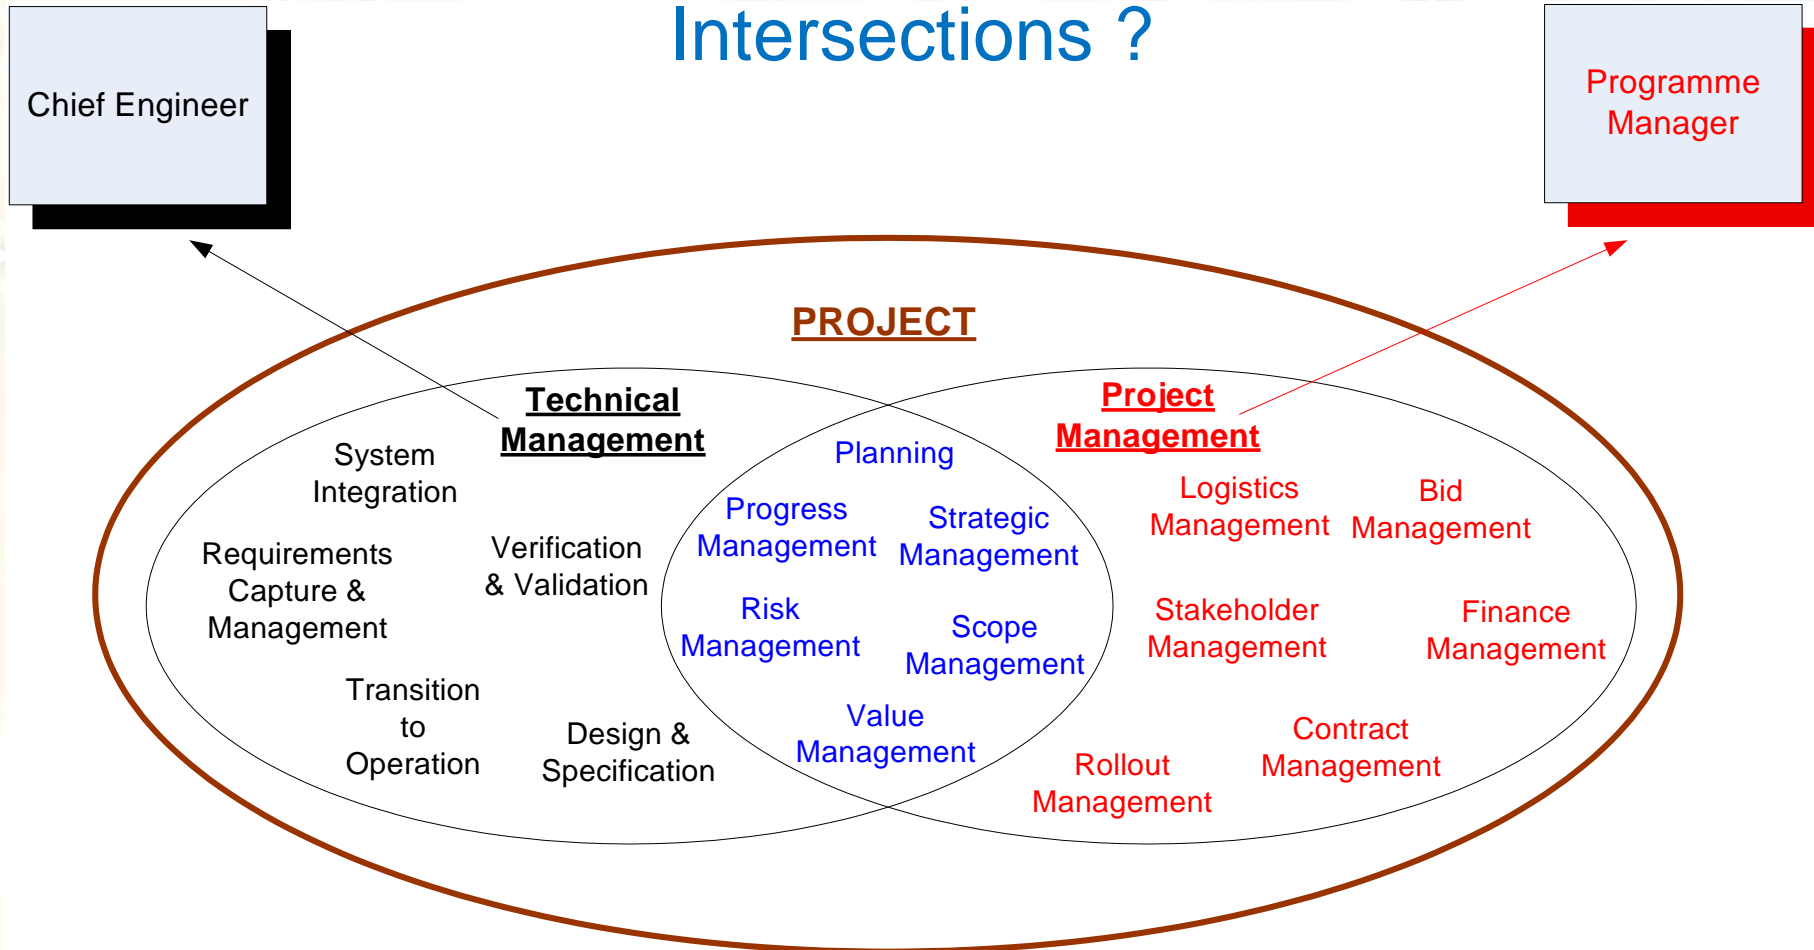 Intersections ?
Chief Engineer
Programme
Manager
PROJECT
Technical
Management
System
Integration
Requirements
Capture &
Management
Verification
& Validation
Transition
to
Operation
Design &
Specification
Planning
Progress
Management
Strategic
Management
Risk
Management
Scope
Management
Value
Management
Project
Management
Logistics
Management
Bid
Management
Stakeholder
Management
Finance
Management
Contract
Management
Rollout
Management